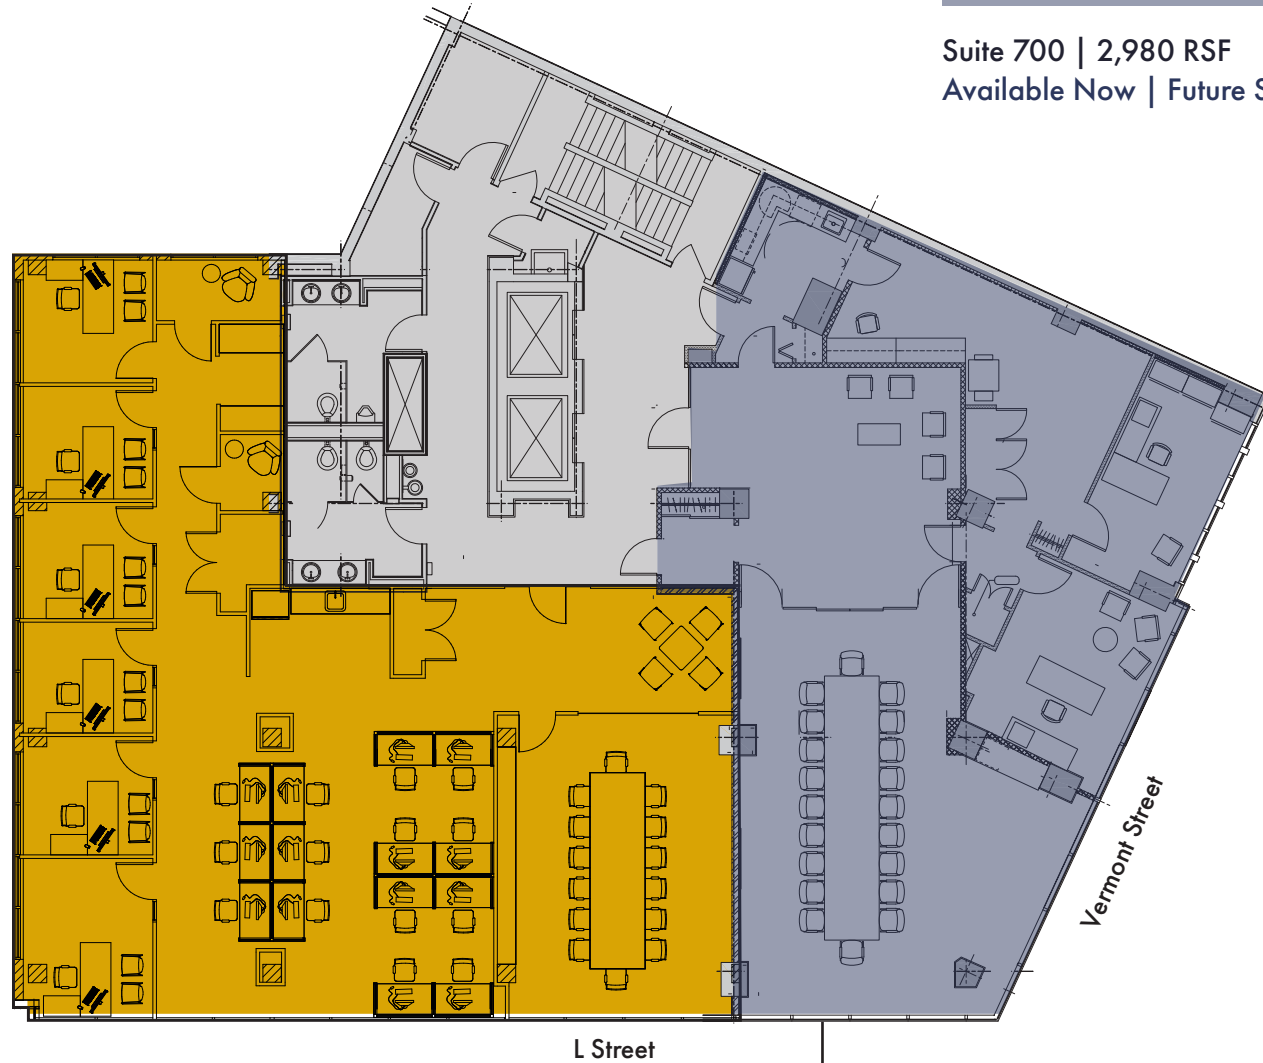 Suite 700 | 2,980 RSF
Available Now | Future S
Vermont Street
L Street